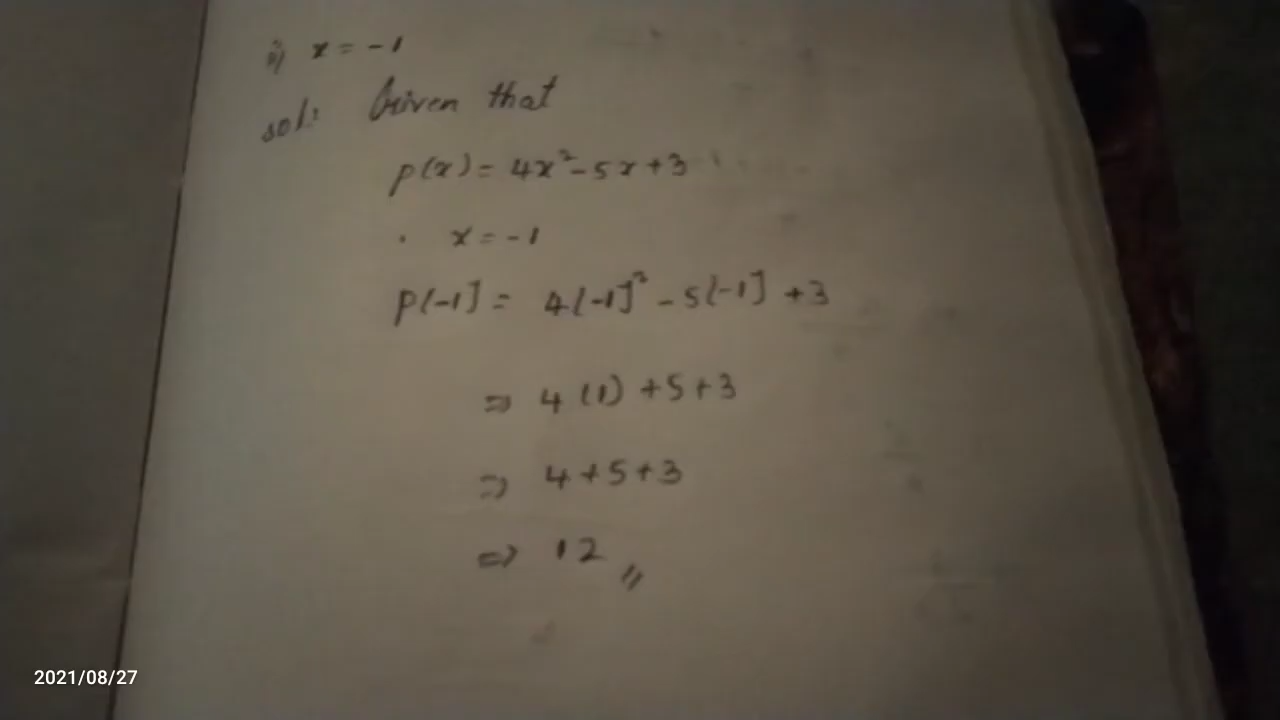 ii) x = -1
sol: Given that
p(x) = 4x² - 5x + 3
x = -1
p(-1] = 4(-1]² - 5(-1] + 3
⇒ 4(1) + 5 + 3
⇒ 4 + 5 + 3
⇒ 12 //
2021/08/27